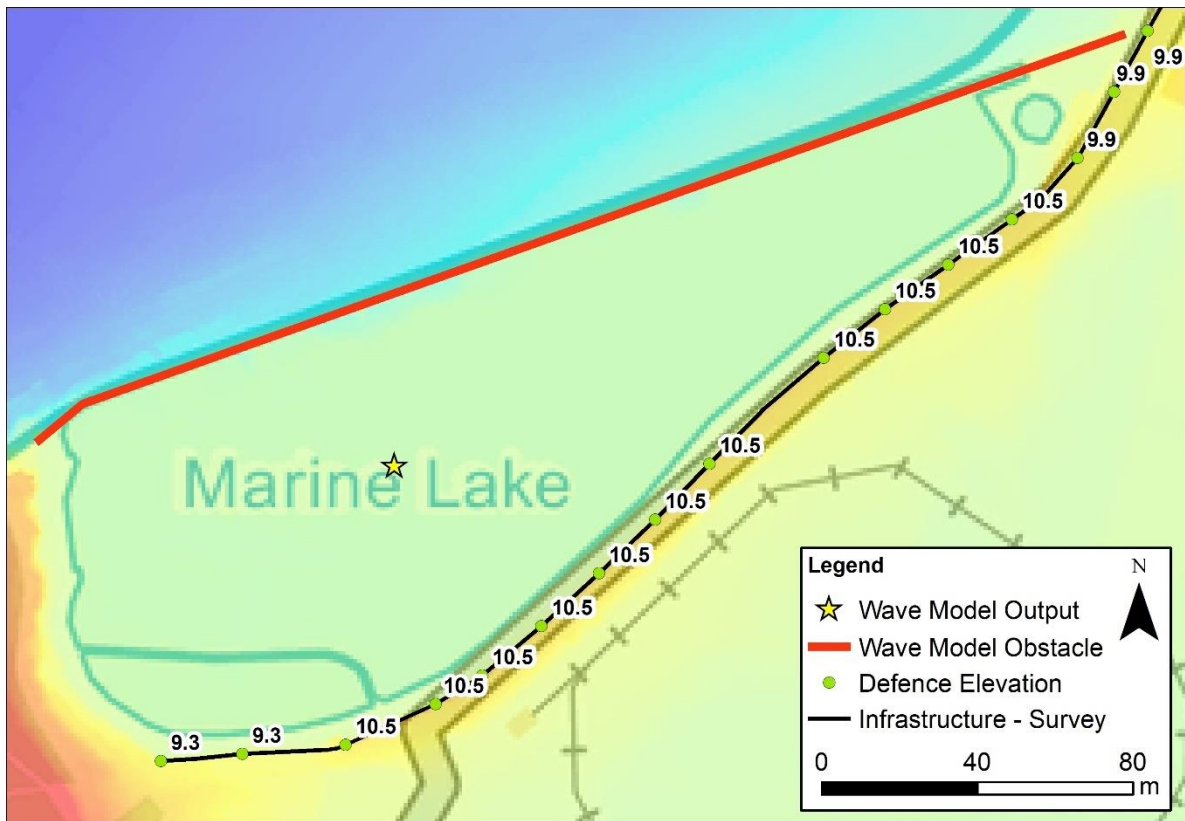 9.9
9.9
9.9
10.5
10.5
10.5
10.5
10.5
10.5
10.5
10.5
10.5
10.5
10.5
9.3
9.3
Marine Lake
Legend
N
Wave Model Output
Wave Model Obstacle
Defence Elevation
Infrastructure - Survey
0 40 80
m